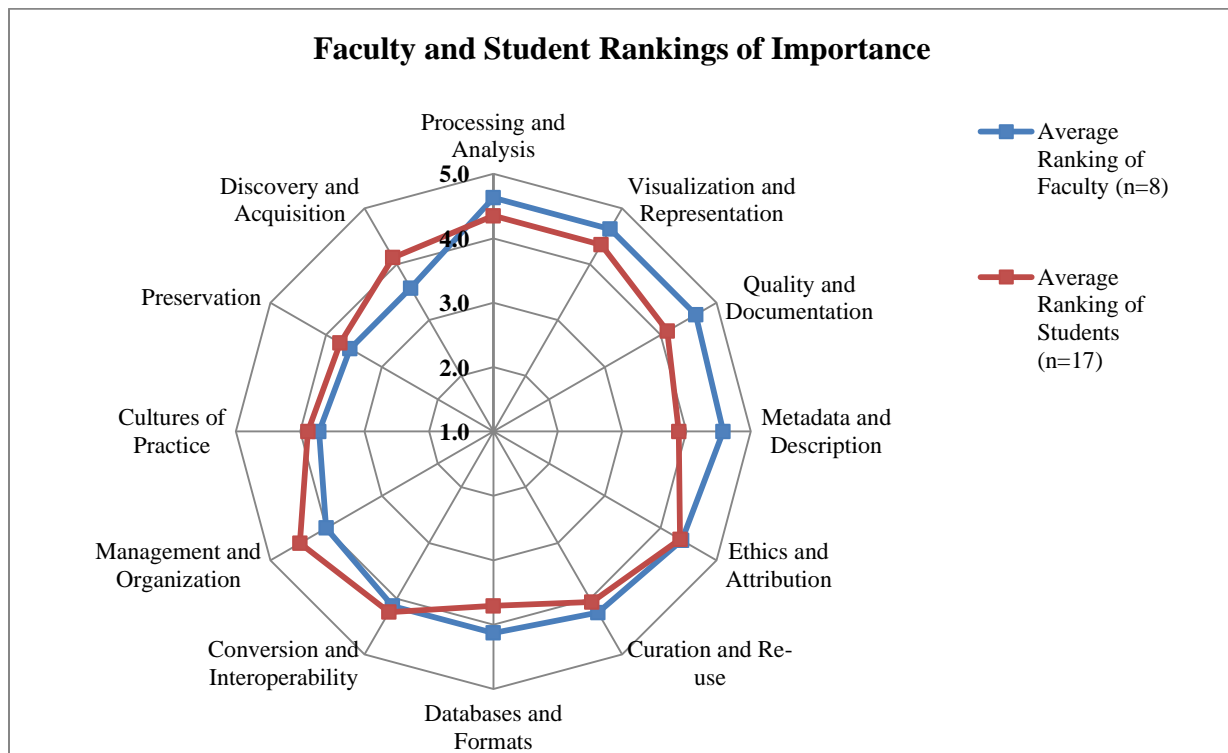 Faculty and Student Rankings of Importance
Processing and
Analysis
Visualization and
Representation
Quality and
Documentation
Metadata and
Description
Ethics and
Attribution
Curation and Re-
use
Databases and
Formats
Conversion and
Interoperability
Management and
Organization
Cultures of
Practice
Preservation
Discovery and
Acquisition
5.0
4.0
3.0
2.0
1.0
Average
Ranking of
Faculty (n=8)
Average
Ranking of
Students
(n=17)